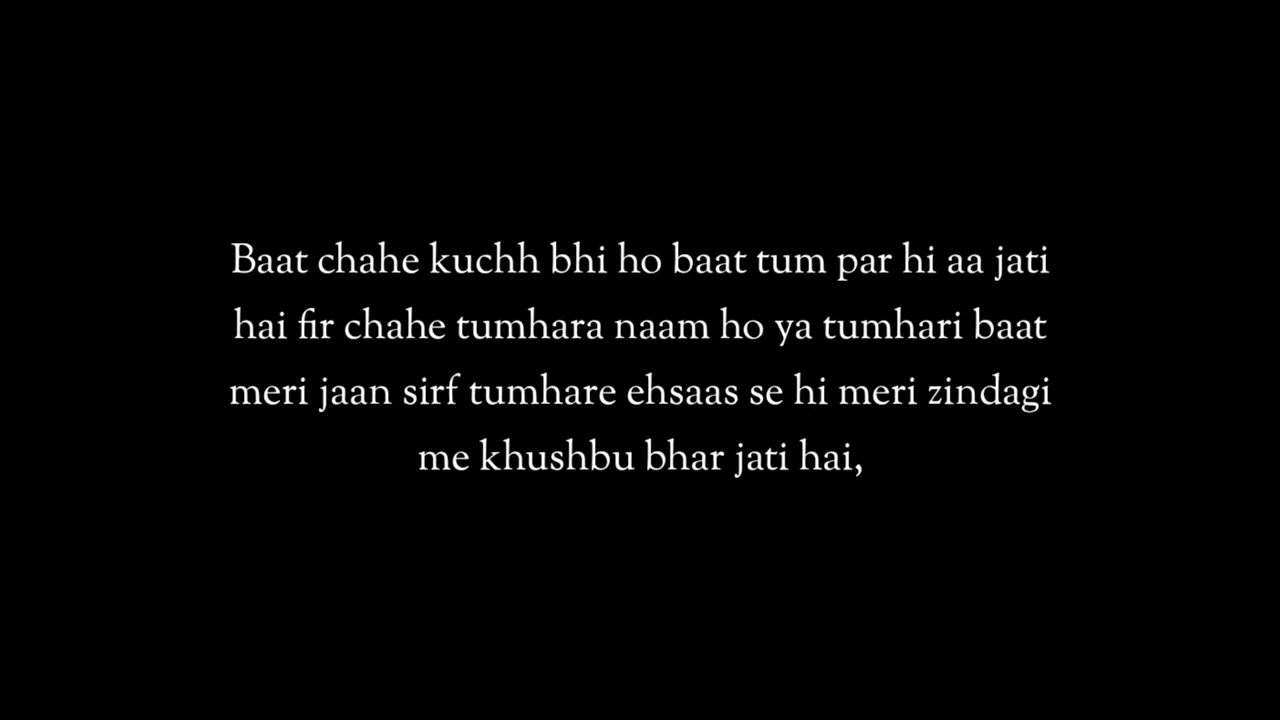 Baat chahe kuchh bhi ho baat tum par hi aa jati
hai fir chahe tumhara naam ho ya tumhari baat
meri jaan sirf tumhare ehsaas se hi meri zindagi
me khushbu bhar jati hai,